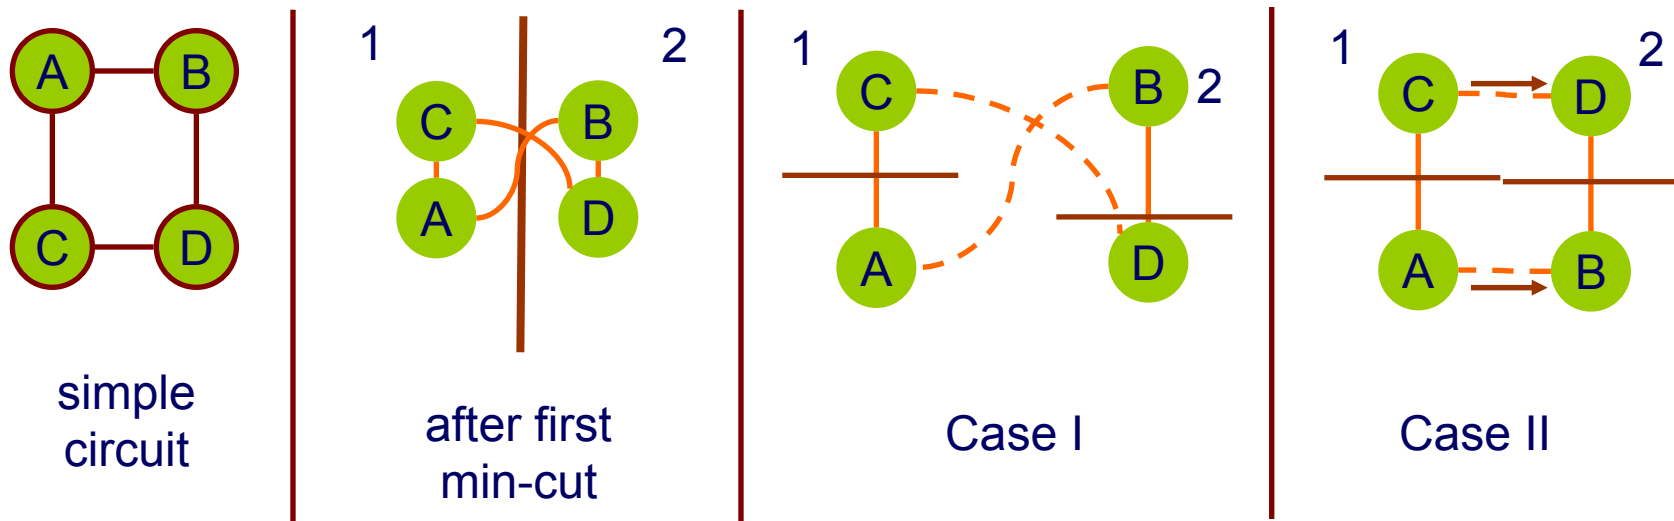 A B
C D
simple
circuit
1 2
C B
A D
after first
min-cut
1
C B 2
A D
Case I
1 2
C D
A B
Case II